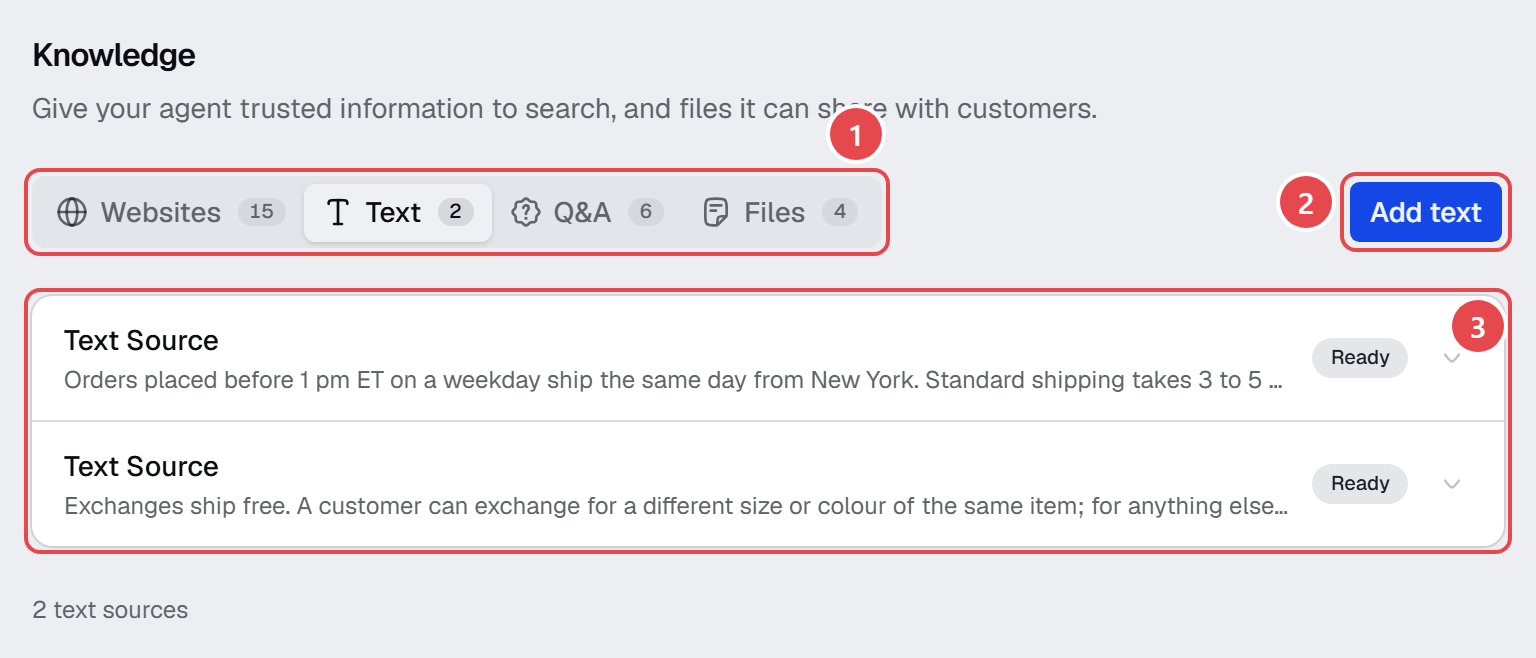 Knowledge
Give your agent trusted information to search, and files it can share with customers.
1
Websites 15 Text 2 Q&A 6 Files 4
2
Add text
3
Text Source
Orders placed before 1 pm ET on a weekday ship the same day from New York. Standard shipping takes 3 to 5 ...
Ready
Text Source
Exchanges ship free. A customer can exchange for a different size or colour of the same item; for anything else...
Ready
2 text sources